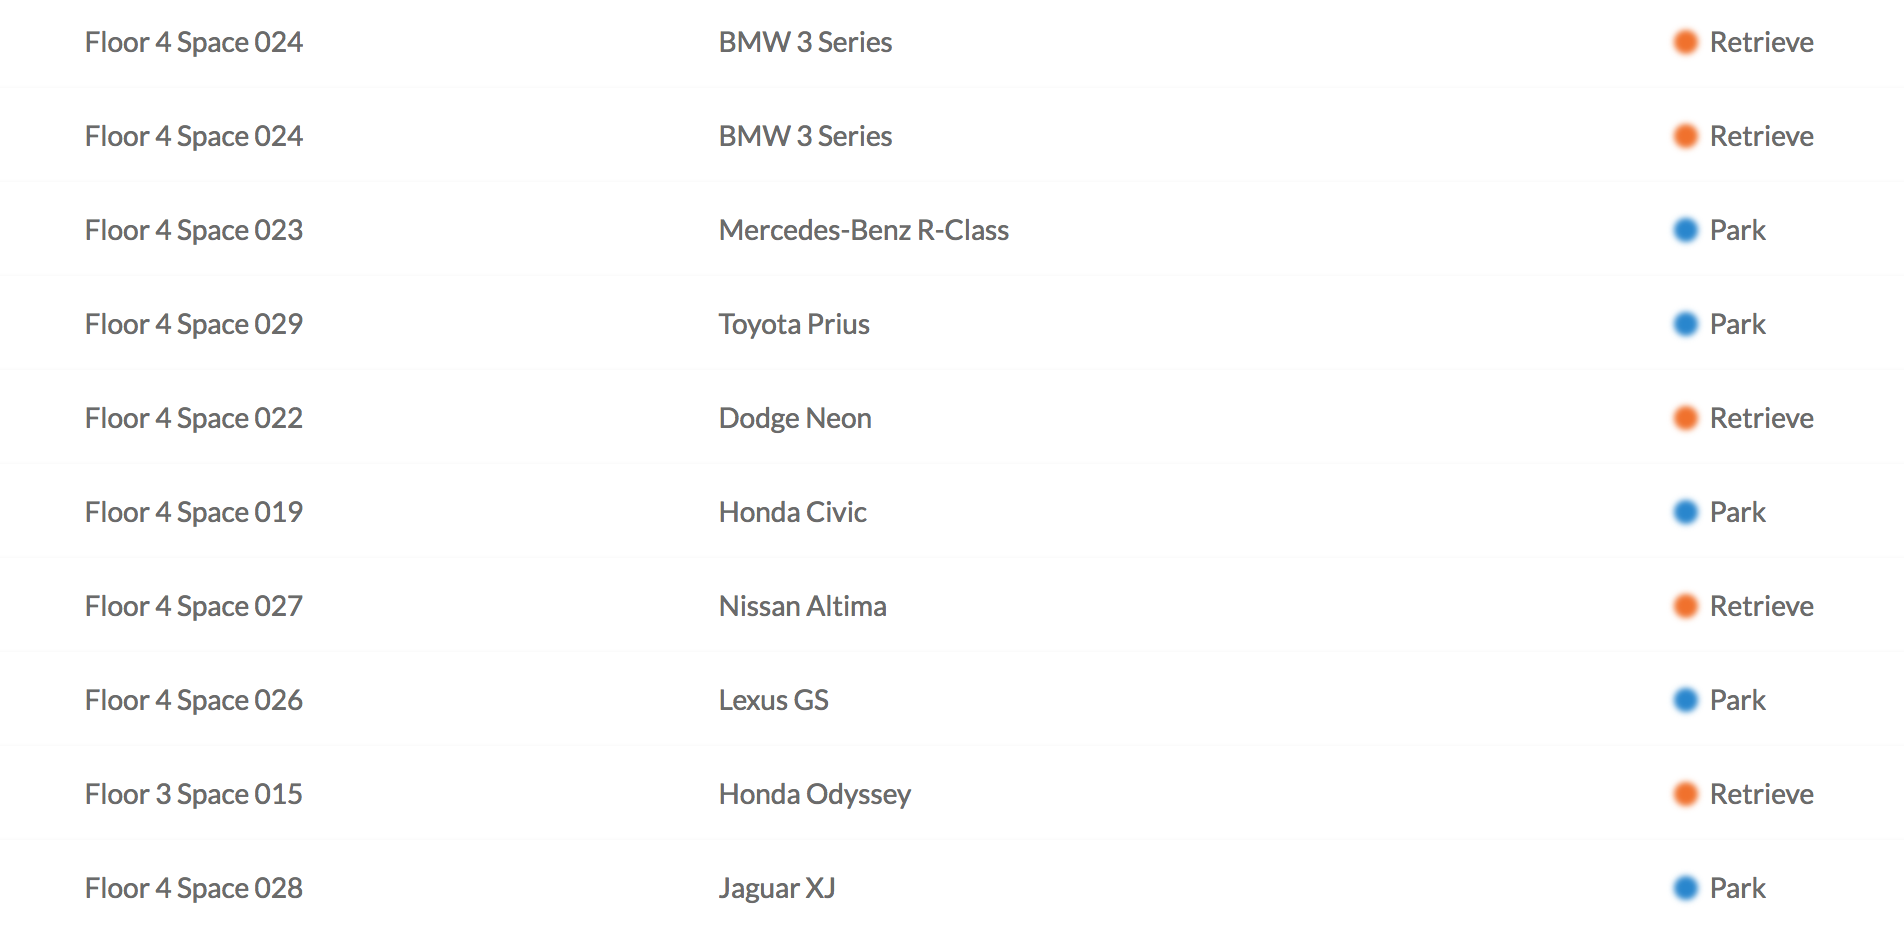 Floor 4 Space 024 BMW 3 Series Retrieve
Floor 4 Space 024 BMW 3 Series Retrieve
Floor 4 Space 023 Mercedes-Benz R-Class Park
Floor 4 Space 029 Toyota Prius Park
Floor 4 Space 022 Dodge Neon Retrieve
Floor 4 Space 019 Honda Civic Park
Floor 4 Space 027 Nissan Altima Retrieve
Floor 4 Space 026 Lexus GS Park
Floor 3 Space 015 Honda Odyssey Retrieve
Floor 4 Space 028 Jaguar XJ Park